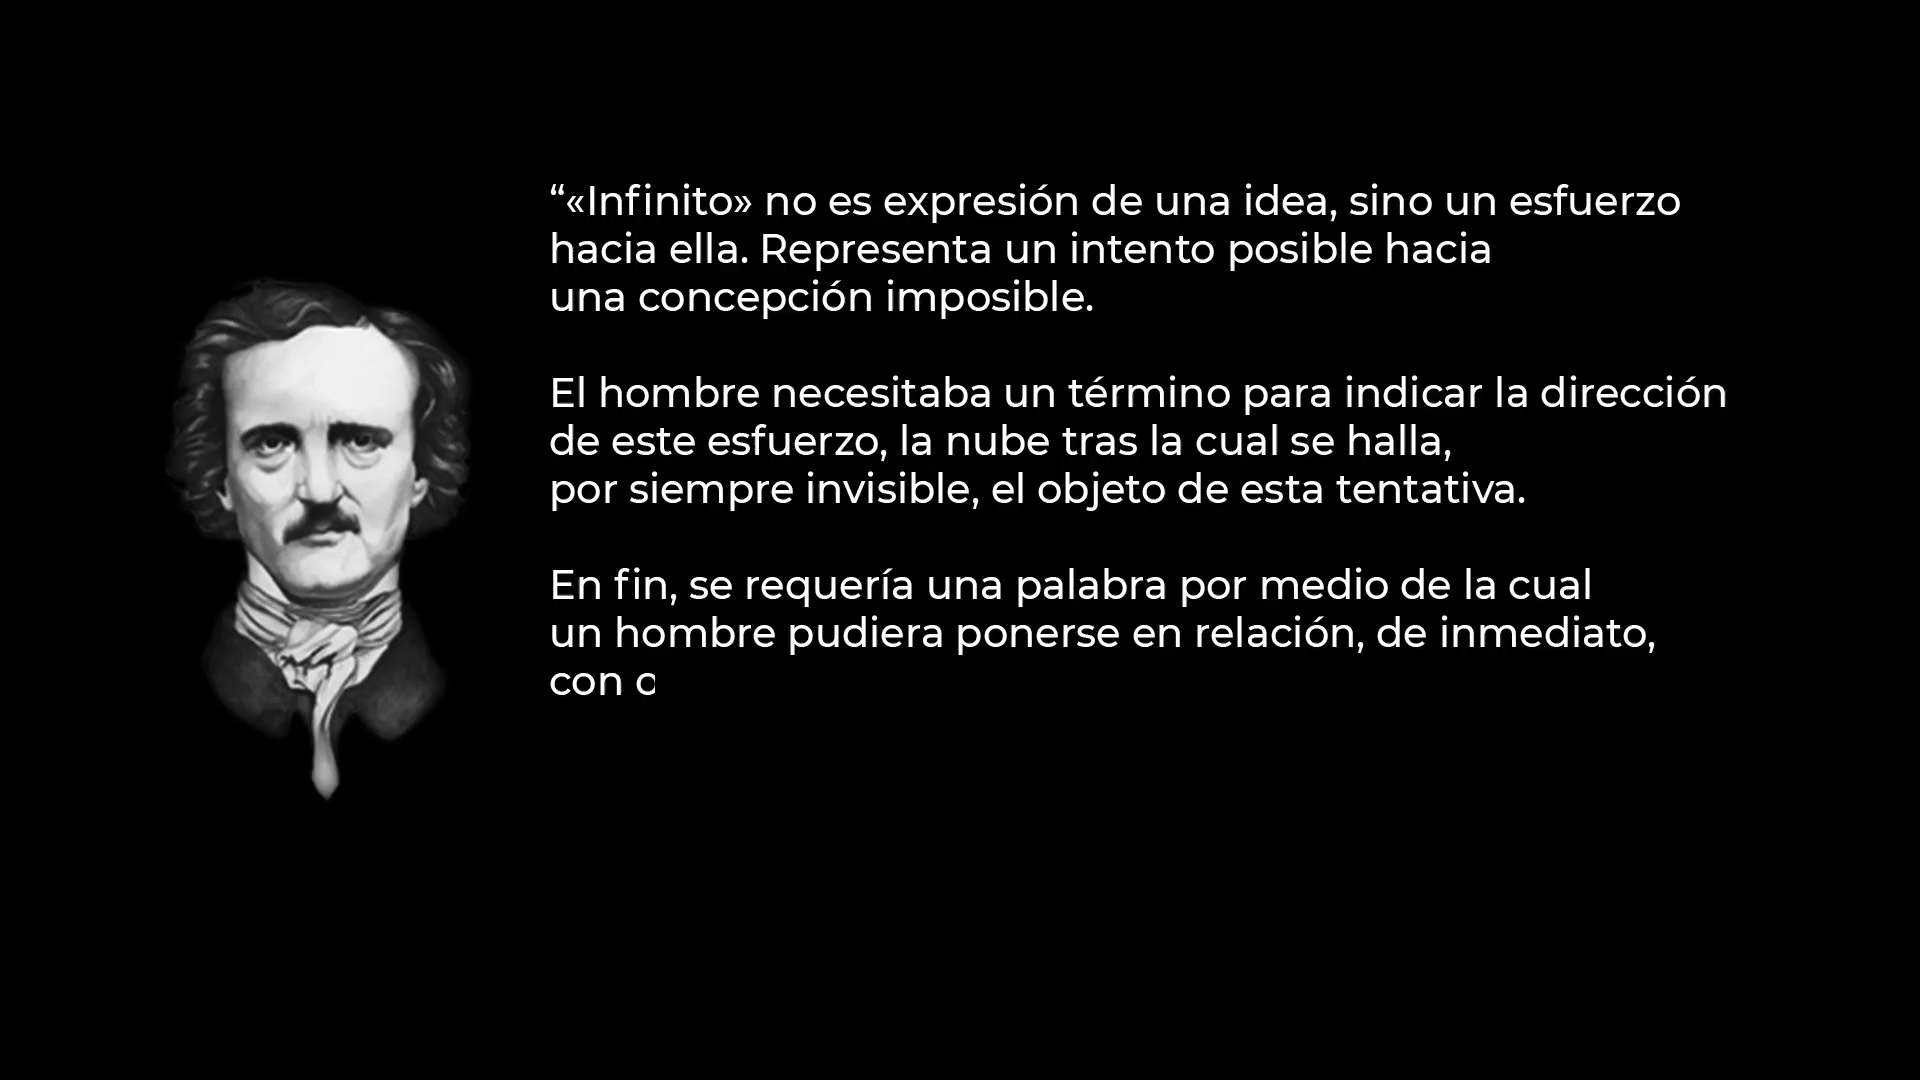 “«Infinito» no es expresión de una idea, sino un esfuerzo
hacia ella. Representa un intento posible hacia
una concepción imposible.
El hombre necesitaba un término para indicar la dirección
de este esfuerzo, la nube tras la cual se halla,
por siempre invisible, el objeto de esta tentativa.
En fin, se requería una palabra por medio de la cual
un hombre pudiera ponerse en relación, de inmediato,
con